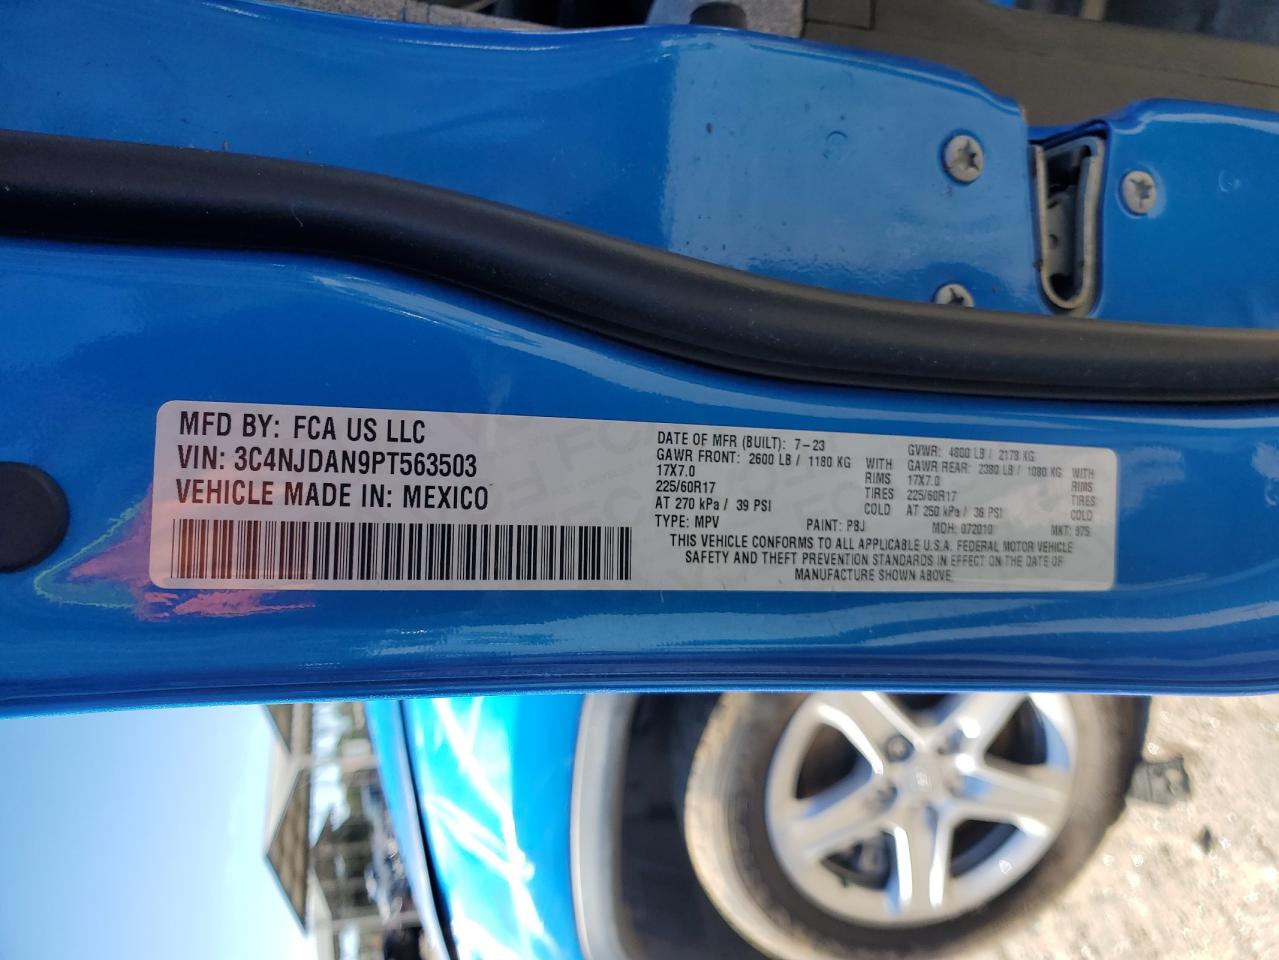 MFD BY: FCA US LLC
VIN: 3C4NJDAN9PT563503
VEHICLE MADE IN: MEXICO
DATE OF MFR (BUILT): 7-23 GVWR: 4800 LB / 2178 KG
GAWR FRONT: 2600 LB / 1180 KG WITH GAWR REAR: 2380 LB / 1080 KG WITH
17X7.0 RIMS 17X7.0 RIMS
225/60R17 TIRES 225/60R17 TIRES
AT 270 kPa / 39 PSI COLD AT 250 kPa / 36 PSI COLD
TYPE: MPV PAINT: PBJ MDH: 072010 MKT: 975
THIS VEHICLE CONFORMS TO ALL APPLICABLE U.S.A. FEDERAL MOTOR VEHICLE
SAFETY AND THEFT PREVENTION STANDARDS IN EFFECT ON THE DATE OF
MANUFACTURE SHOWN ABOVE.